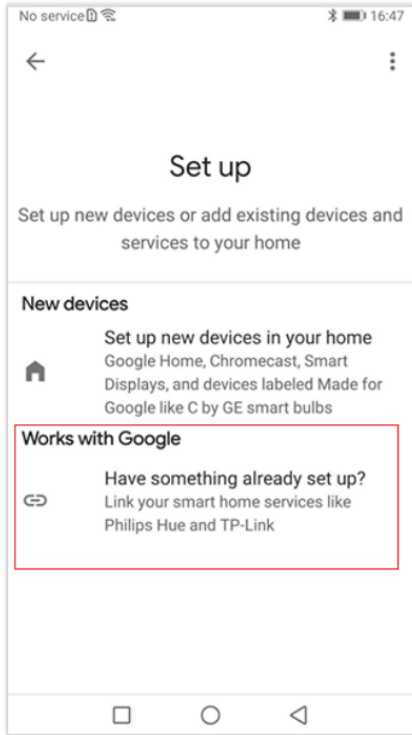 No service 16:47
Set up
Set up new devices or add existing devices and
services to your home
New devices
Set up new devices in your home
Google Home, Chromecast, Smart
Displays, and devices labeled Made for
Google like C by GE smart bulbs
Works with Google
Have something already set up?
Link your smart home services like
Philips Hue and TP-Link